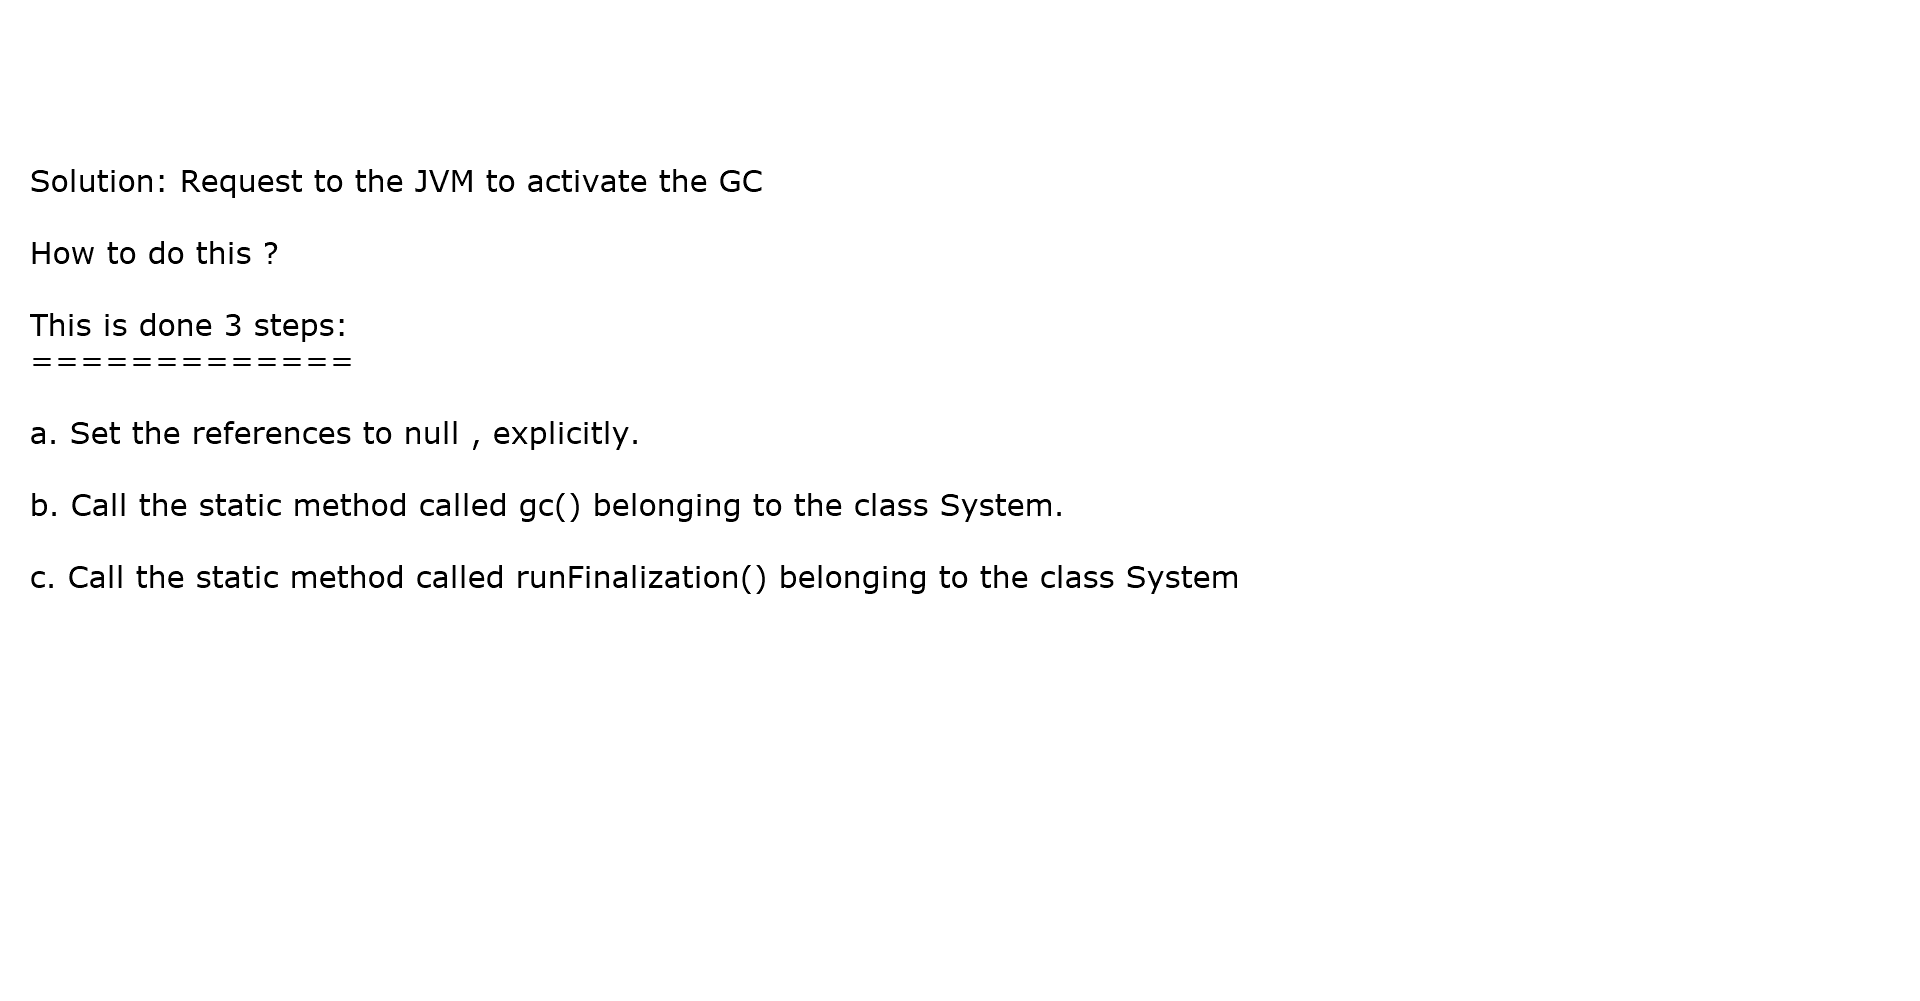 Solution: Request to the JVM to activate the GC
How to do this ?
This is done 3 steps:
=============
a. Set the references to null , explicitly.
b. Call the static method called gc() belonging to the class System.
c. Call the static method called runFinalization() belonging to the class System